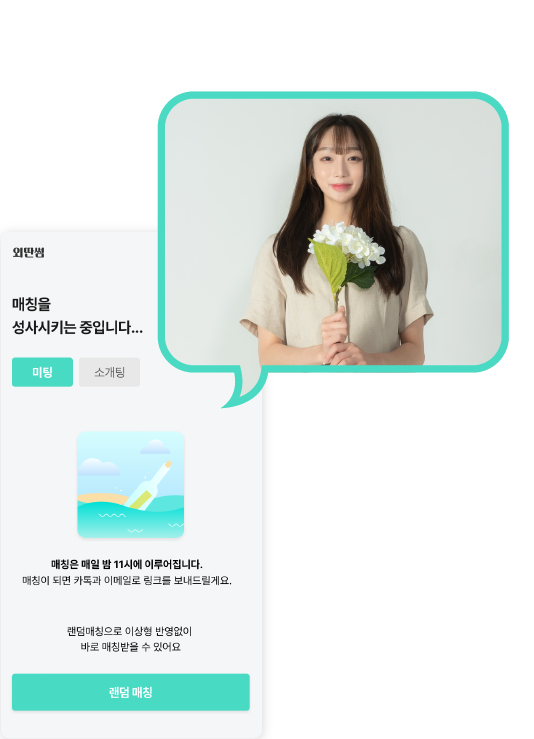 외딴썸
매칭을
성사시키는 중입니다...
미팅
소개팅
매칭은 매일 밤 11시에 이루어집니다.
매칭이 되면 카톡과 이메일로 링크를 보내드릴게요.
랜덤매칭으로 이상형 반영없이
바로 매칭받을 수 있어요
랜덤 매칭